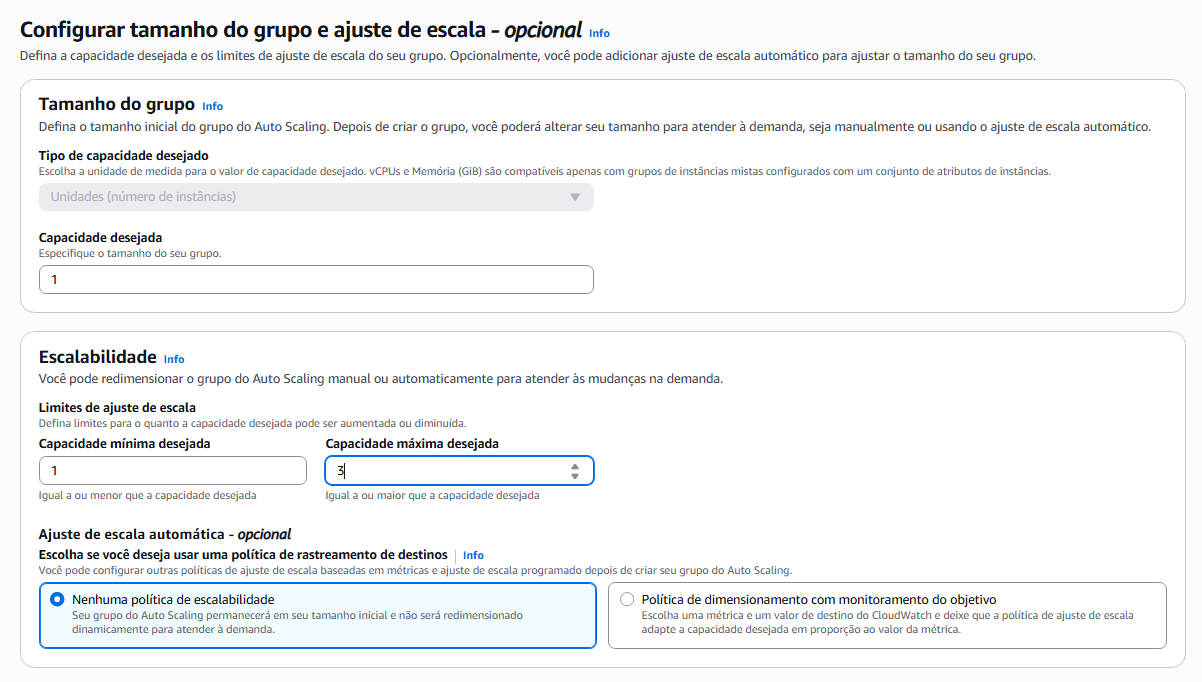 Configurar tamanho do grupo e ajuste de escala - opcional Info
Defina a capacidade desejada e os limites de ajuste de escala do seu grupo. Opcionalmente, você pode adicionar ajuste de escala automático para ajustar o tamanho do seu grupo.
Tamanho do grupo Info
Defina o tamanho inicial do grupo do Auto Scaling. Depois de criar o grupo, você poderá alterar seu tamanho para atender à demanda, seja manualmente ou usando o ajuste de escala automático.
Tipo de capacidade desejado
Escolha a unidade de medida para o valor de capacidade desejado. vCPUs e Memória (GiB) são compatíveis apenas com grupos de instâncias mistas configurados com um conjunto de atributos de instâncias.
Unidades (número de instâncias)
Capacidade desejada
Especifique o tamanho do seu grupo.
1
Escalabilidade Info
Você pode redimensionar o grupo do Auto Scaling manual ou automaticamente para atender às mudanças na demanda.
Limites de ajuste de escala
Defina limites para o quanto a capacidade desejada pode ser aumentada ou diminuída.
Capacidade mínima desejada
1
Igual a ou menor que a capacidade desejada
Capacidade máxima desejada
3
Igual a ou maior que a capacidade desejada
Ajuste de escala automática - opcional
Escolha se você deseja usar uma política de rastreamento de destinos Info
Você pode configurar outras políticas de ajuste de escala baseadas em métricas e ajuste de escala programado depois de criar seu grupo do Auto Scaling.
Nenhuma política de escalabilidade
Seu grupo do Auto Scaling permanecerá em seu tamanho inicial e não será redimensionado
dinamicamente para atender à demanda.
Política de dimensionamento com monitoramento do objetivo
Escolha uma métrica e um valor de destino do CloudWatch e deixe que a política de ajuste de escala
adapte a capacidade desejada em proporção ao valor da métrica.